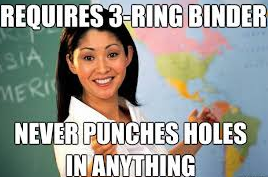 REQUIRES 3-RING BINDER
NEVER PUNCHES HOLES
IN ANYTHING